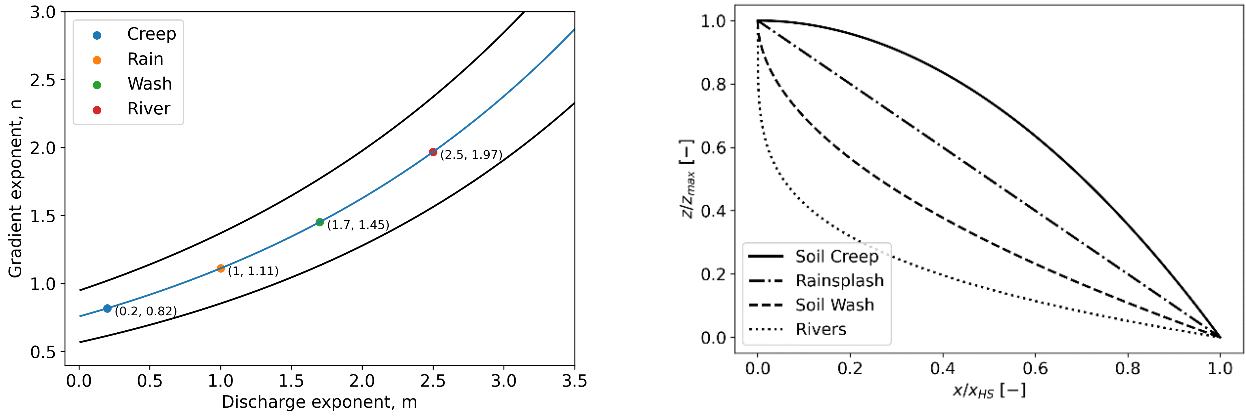 3.0
2.5
2.0
1.5
1.0
0.5
Gradient exponent, n
Creep
Rain
Wash
River
(2.5, 1.97)
(1.7, 1.45)
(1, 1.11)
(0.2, 0.82)
0.0 0.5 1.0 1.5 2.0 2.5 3.0 3.5
Discharge exponent, m
1.0
0.8
0.6
0.4
0.2
0.0
z/z_max [−]
Soil Creep
Rainsplash
Soil Wash
Rivers
0.0 0.2 0.4 0.6 0.8 1.0
x/x_HS [−]